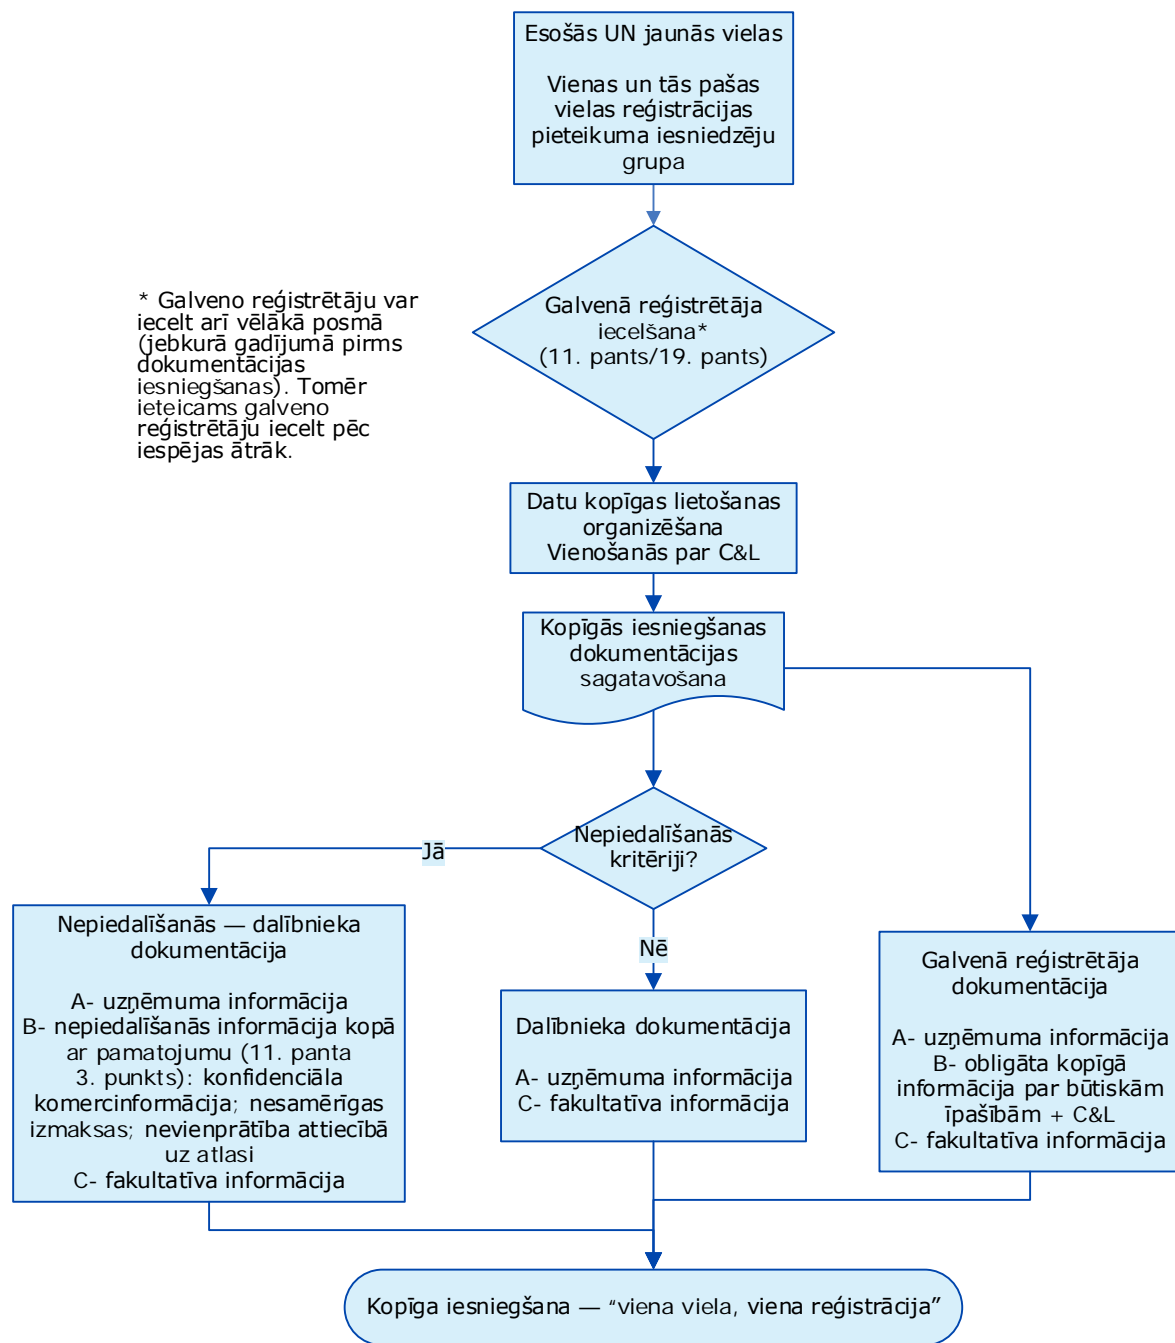 Esošās UN jaunās vielas
Vienas un tās pašas
vielas reģistrācijas
pieteikuma iesniedzēju
grupa
* Galveno reģistrētāju var
iecelt arī vēlākā posmā
(jebkurā gadījumā pirms
dokumentācijas
iesniegšanas). Tomēr
ieteicams galveno
reģistrētāju iecelt pēc
iespējas ātrāk.
Galvenā reģistrētāja
iecelšana*
(11. pants/19. pants)
Datu kopīgas lietošanas
organizēšana
Vienošanās par C&L
Kopīgās iesniegšanas
dokumentācijas
sagatavošana
Nepiedalīšanās
kritēriji?
Jā
Nē
Nepiedalīšanās — dalībnieka
dokumentācija
A- uzņēmuma informācija
B- nepiedalīšanās informācija kopā
ar pamatojumu (11. panta
3. punkts): konfidenciāla
komercinformācija; nesamērīgas
izmaksas; nevienprātība attiecībā
uz atlasi
C- fakultatīva informācija
Dalībnieka dokumentācija
A- uzņēmuma informācija
C- fakultatīva informācija
Galvenā reģistrētāja
dokumentācija
A- uzņēmuma informācija
B- obligāta kopīgā
informācija par būtiskām
īpašībām + C&L
C- fakultatīva informācija
Kopīga iesniegšana — “viena viela, viena reģistrācija”